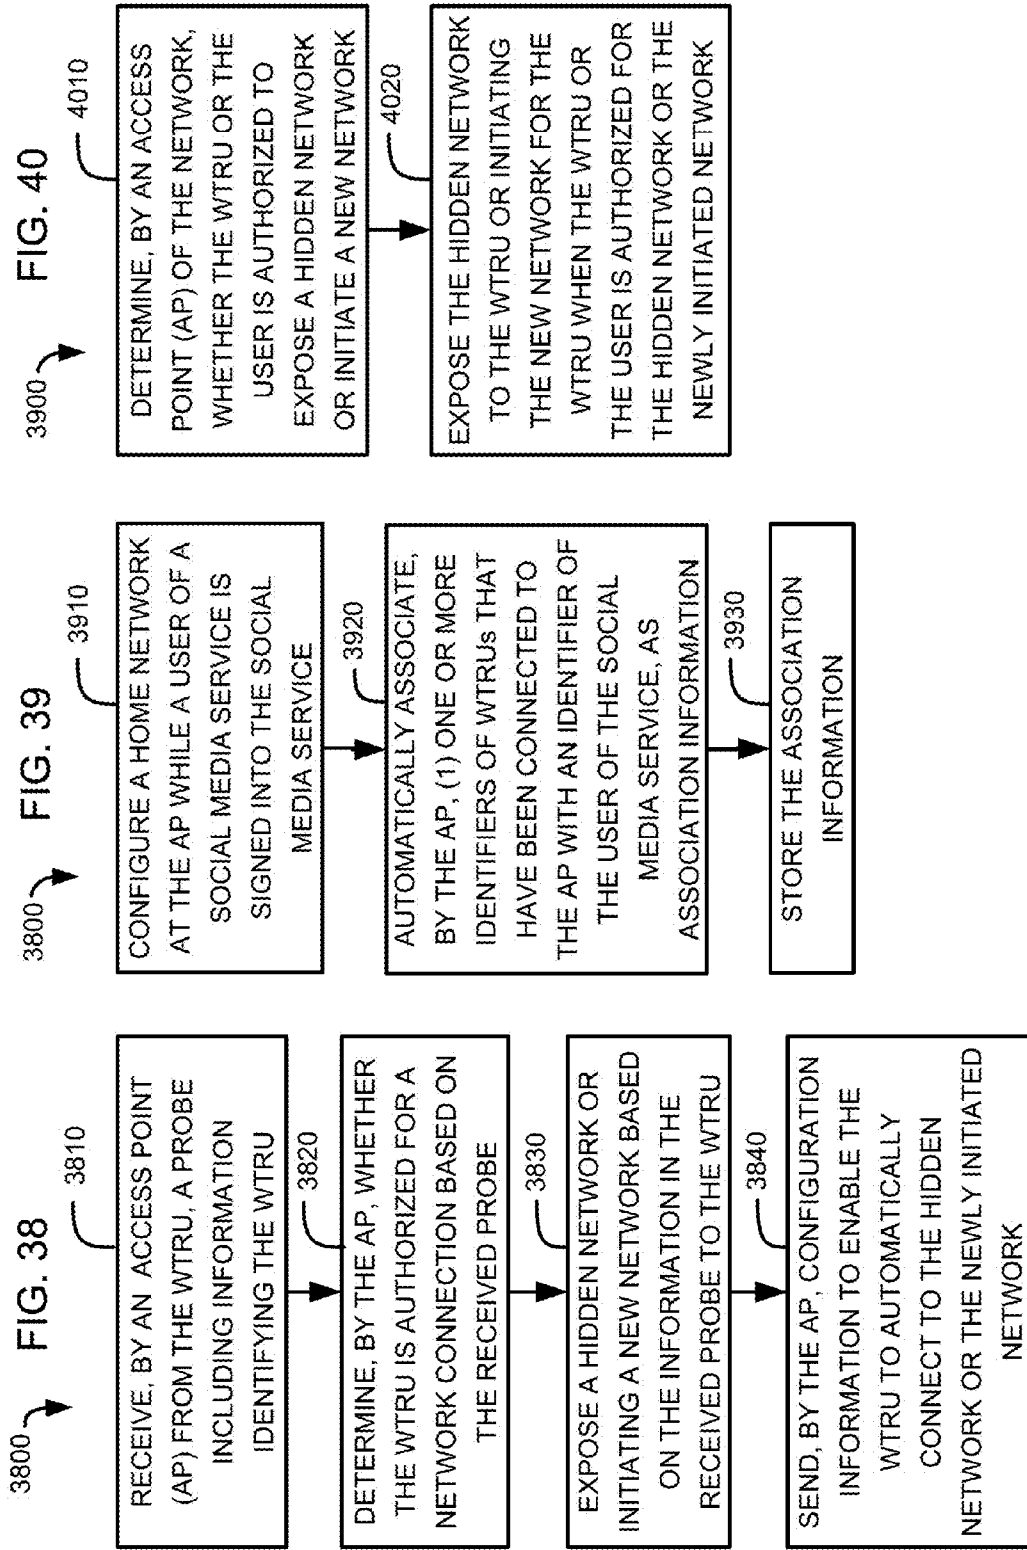 FIG. 38
3800
3810
RECEIVE, BY AN ACCESS POINT
(AP) FROM THE WTRU, A PROBE
INCLUDING INFORMATION
IDENTIFYING THE WTRU
3820
DETERMINE, BY THE AP, WHETHER
THE WTRU IS AUTHORIZED FOR A
NETWORK CONNECTION BASED ON
THE RECEIVED PROBE
3830
EXPOSE A HIDDEN NETWORK OR
INITIATING A NEW NETWORK BASED
ON THE INFORMATION IN THE
RECEIVED PROBE TO THE WTRU
3840
SEND, BY THE AP, CONFIGURATION
INFORMATION TO ENABLE THE
WTRU TO AUTOMATICALLY
CONNECT TO THE HIDDEN
NETWORK OR THE NEWLY INITIATED
NETWORK
FIG. 39
3800
3910
CONFIGURE A HOME NETWORK
AT THE AP WHILE A USER OF A
SOCIAL MEDIA SERVICE IS
SIGNED INTO THE SOCIAL
MEDIA SERVICE
3920
AUTOMATICALLY ASSOCIATE,
BY THE AP, (1) ONE OR MORE
IDENTIFIERS OF WTRUs THAT
HAVE BEEN CONNECTED TO
THE AP WITH AN IDENTIFIER OF
THE USER OF THE SOCIAL
MEDIA SERVICE, AS
ASSOCIATION INFORMATION
3930
STORE THE ASSOCIATION
INFORMATION
FIG. 40
3900
4010
DETERMINE, BY AN ACCESS
POINT (AP) OF THE NETWORK,
WHETHER THE WTRU OR THE
USER IS AUTHORIZED TO
EXPOSE A HIDDEN NETWORK
OR INITIATE A NEW NETWORK
4020
EXPOSE THE HIDDEN NETWORK
TO THE WTRU OR INITIATING
THE NEW NETWORK FOR THE
WTRU WHEN THE WTRU OR
THE USER IS AUTHORIZED FOR
THE HIDDEN NETWORK OR THE
NEWLY INITIATED NETWORK